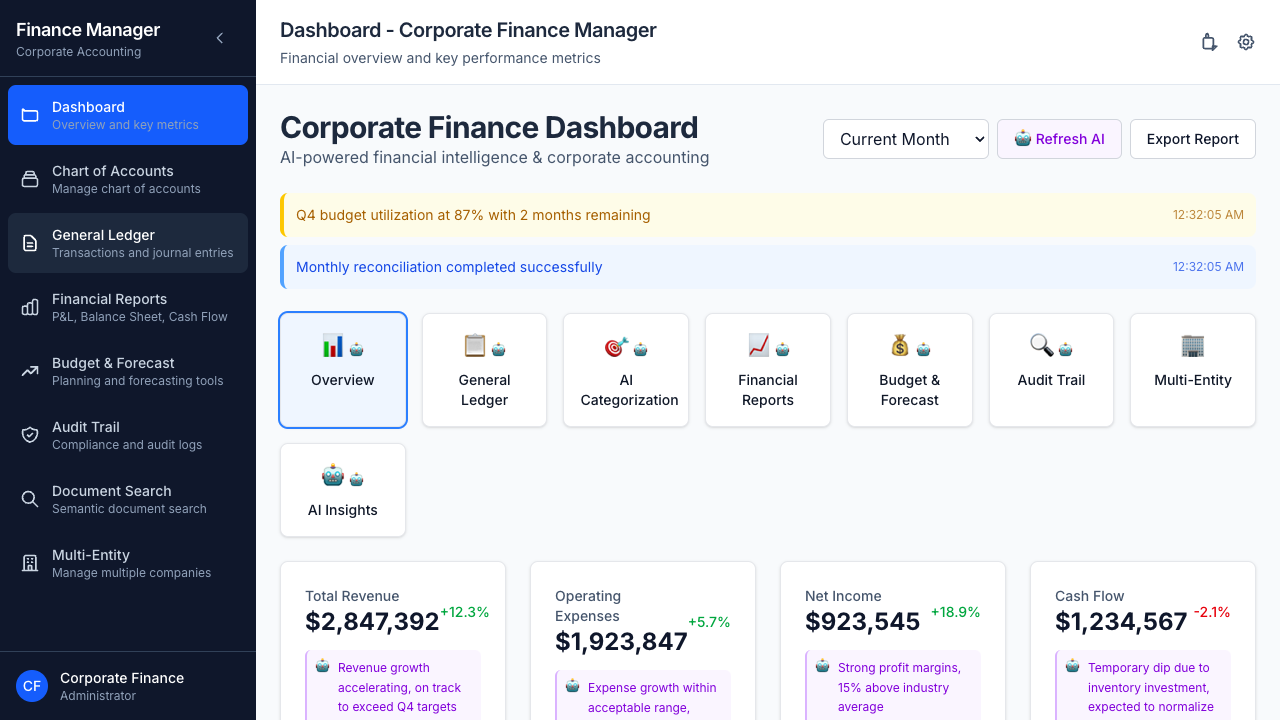 Finance Manager
Corporate Accounting
Dashboard
Overview and key metrics
Chart of Accounts
Manage chart of accounts
General Ledger
Transactions and journal entries
Financial Reports
P&L, Balance Sheet, Cash Flow
Budget & Forecast
Planning and forecasting tools
Audit Trail
Compliance and audit logs
Document Search
Semantic document search
Multi-Entity
Manage multiple companies
CF
Corporate Finance
Administrator
Dashboard - Corporate Finance Manager
Financial overview and key performance metrics
Corporate Finance Dashboard
AI-powered financial intelligence & corporate accounting
Current Month
Refresh AI
Export Report
Q4 budget utilization at 87% with 2 months remaining
12:32:05 AM
Monthly reconciliation completed successfully
12:32:05 AM
Overview
General
Ledger
AI
Categorization
Financial
Reports
Budget &
Forecast
Audit Trail
Multi-Entity
AI Insights
Total Revenue
$2,847,392
+12.3%
Revenue growth
accelerating, on track
to exceed Q4 targets
Operating
Expenses
$1,923,847
+5.7%
Expense growth within
acceptable range,
Net Income
$923,545
+18.9%
Strong profit margins,
15% above industry
average
Cash Flow
$1,234,567
-2.1%
Temporary dip due to
inventory investment,
expected to normalize